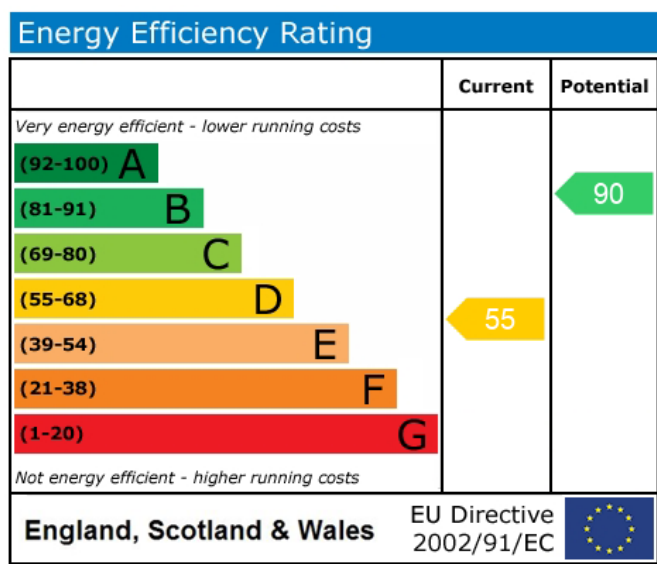 Energy Efficiency Rating
Current Potential
Very energy efficient - lower running costs
(92-100) A
(81-91) B
90
(69-80) C
(55-68) D
55
(39-54) E
(21-38) F
(1-20) G
Not energy efficient - higher running costs
England, Scotland & Wales
EU Directive
2002/91/EC